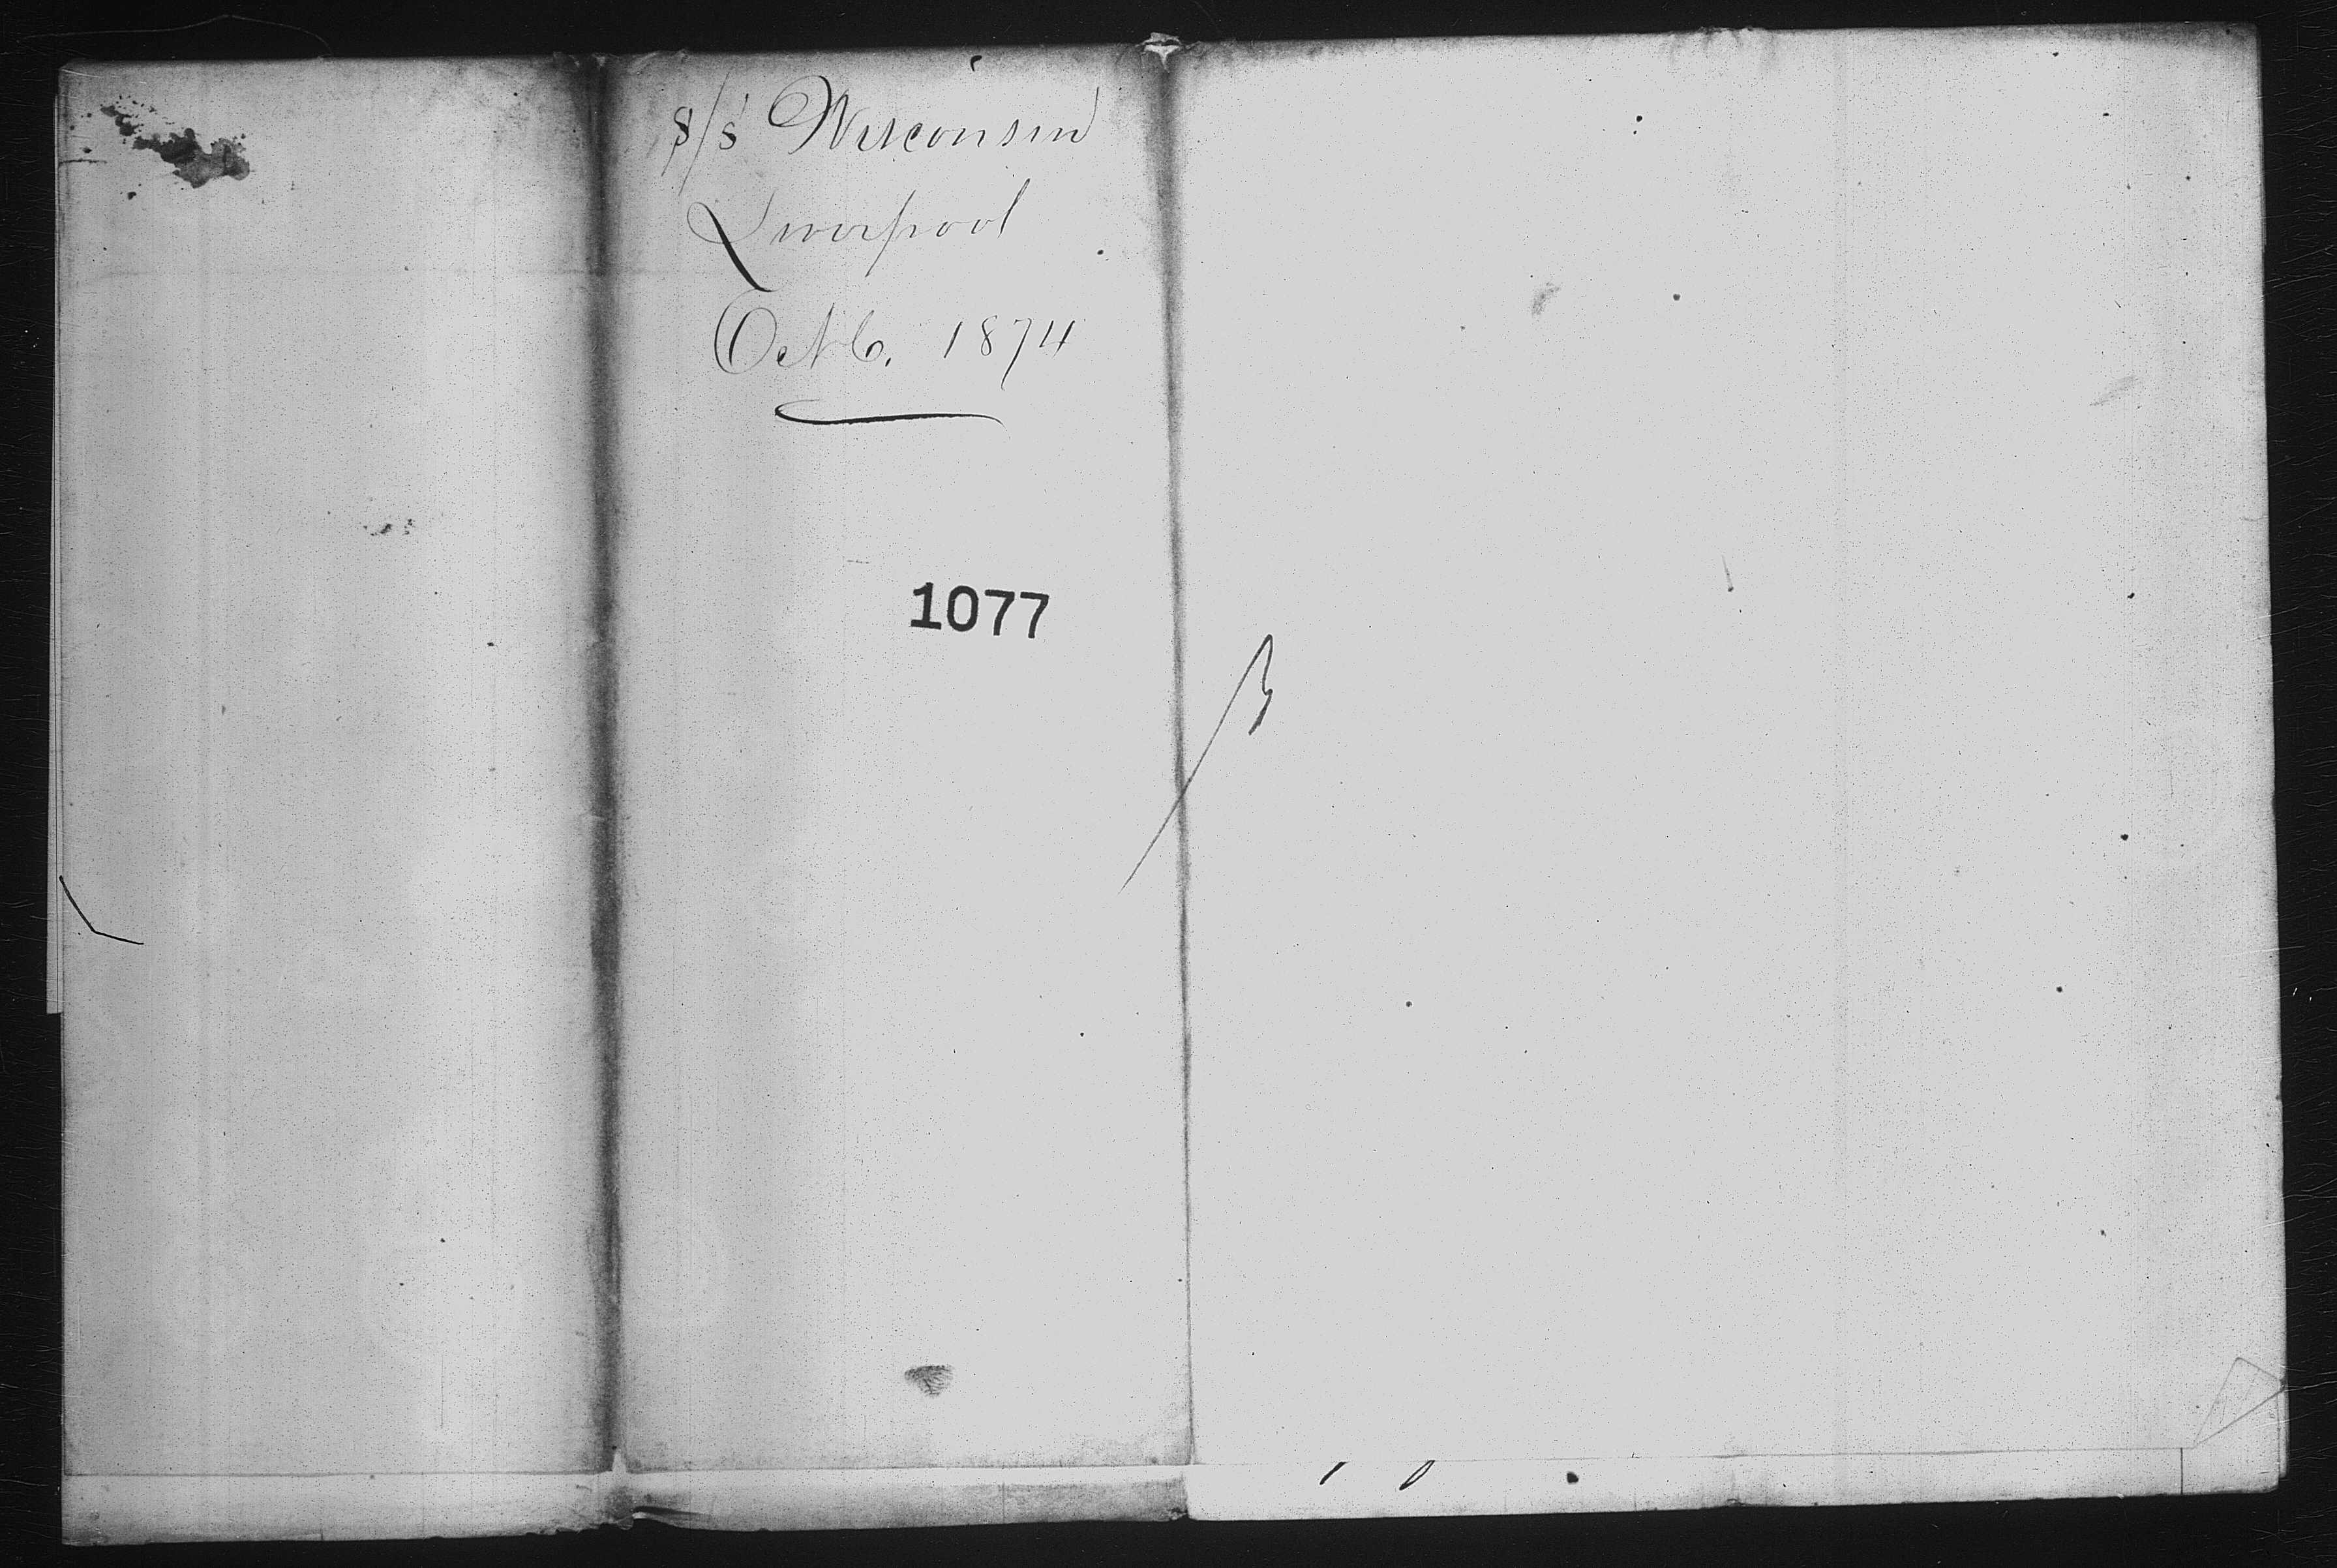 S/S Wisconsin
Liverpool
Oct 6. 1874
1077